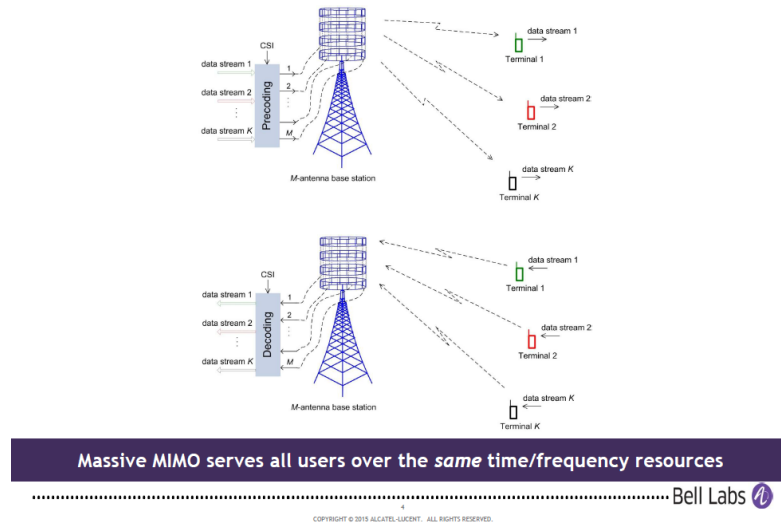 CSI
data stream 1
data stream 2
⋮
data stream K
Precoding
1
2
⋮
M
M-antenna base station
data stream 1
Terminal 1
data stream 2
Terminal 2
data stream K
Terminal K
CSI
data stream 1
data stream 2
⋮
data stream K
Decoding
1
2
⋮
M
M-antenna base station
data stream 1
Terminal 1
data stream 2
Terminal 2
data stream K
Terminal K
Massive MIMO serves all users over the same time/frequency resources
Bell Labs
4
COPYRIGHT © 2015 ALCATEL-LUCENT. ALL RIGHTS RESERVED.